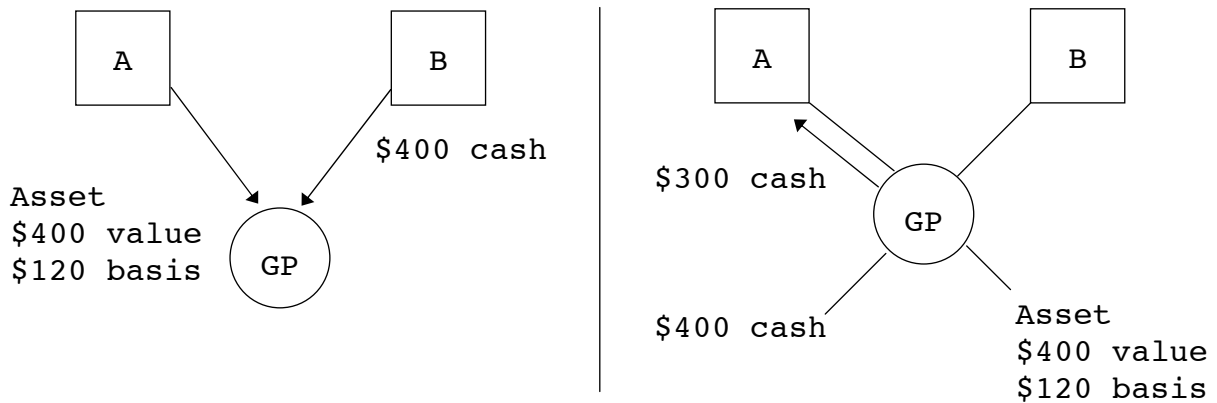 A
B
$400 cash
Asset
$400 value
$120 basis
GP
A
B
$300 cash
GP
$400 cash
Asset
$400 value
$120 basis